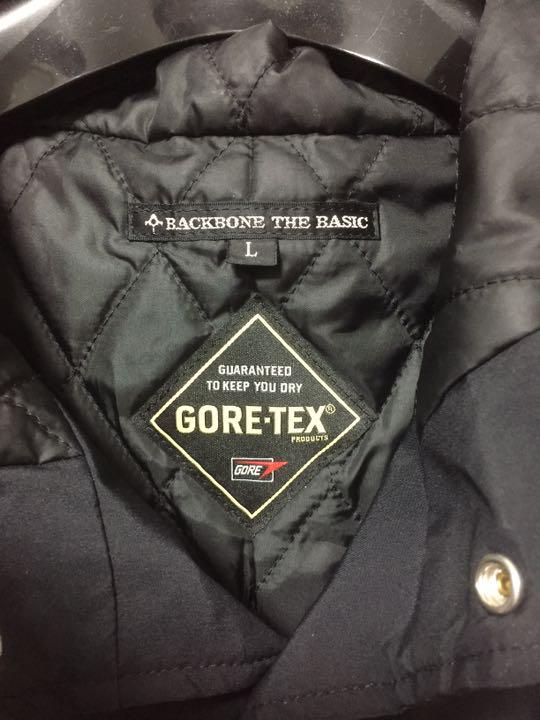 BACKBONE THE BASIC
L
GUARANTEED
TO KEEP YOU DRY
GORE-TEX®
PRODUCTS
GORE